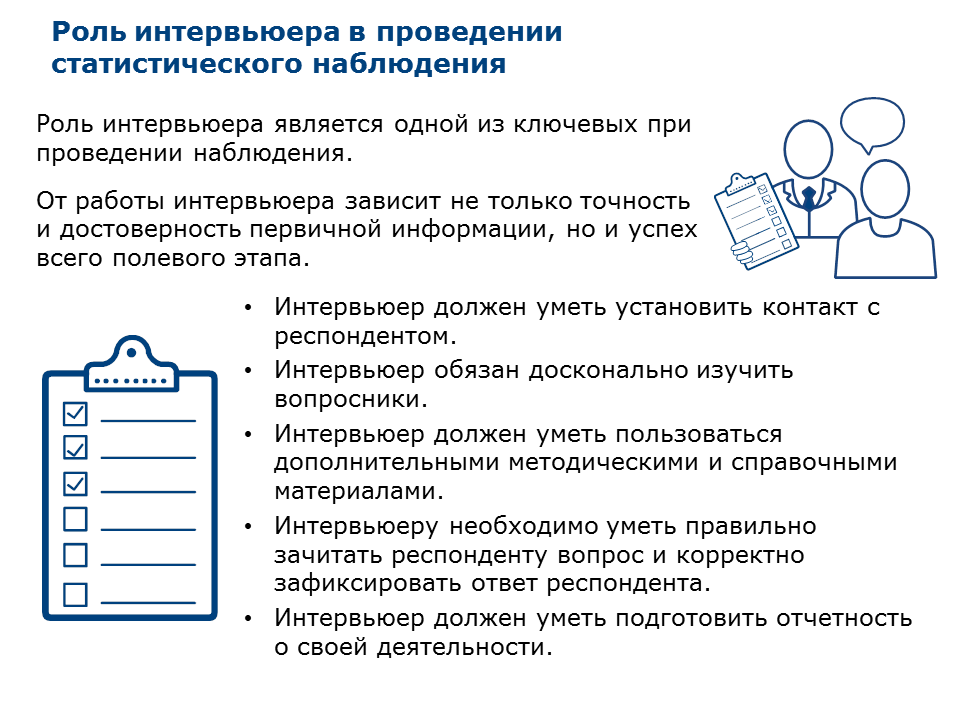 Роль интервьюера в проведении
статистического наблюдения
Роль интервьюера является одной из ключевых при
проведении наблюдения.
От работы интервьюера зависит не только точность
и достоверность первичной информации, но и успех
всего полевого этапа.
• Интервьюер должен уметь установить контакт с
респондентом.
• Интервьюер обязан досконально изучить
вопросники.
• Интервьюер должен уметь пользоваться
дополнительными методическими и справочными
материалами.
• Интервьюеру необходимо уметь правильно
зачитать респонденту вопрос и корректно
зафиксировать ответ респондента.
• Интервьюер должен уметь подготовить отчетность
о своей деятельности.